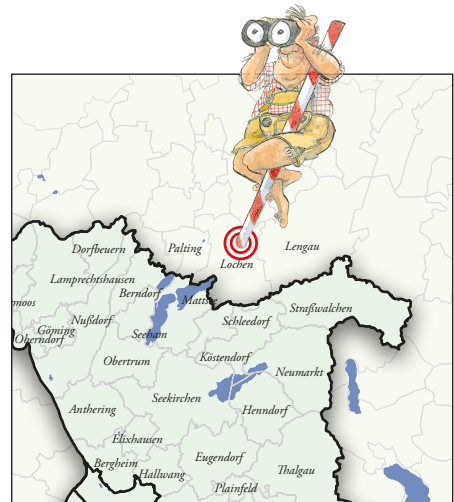 Dorfbeuern
Palting
Lengau
Lochen
Lamprechtshausen
Berndorf
Matts
moos
Straßwalchen
Nußdorf
Schleedorf
Göming
Seeham
Oberndorf
Obertrum
Köstendorf
Neumarkt
Seekirchen
Anthering
Henndorf
Elixhausen
Eugendorf
Bergheim
Hallwang
Thalgau
Plainfeld